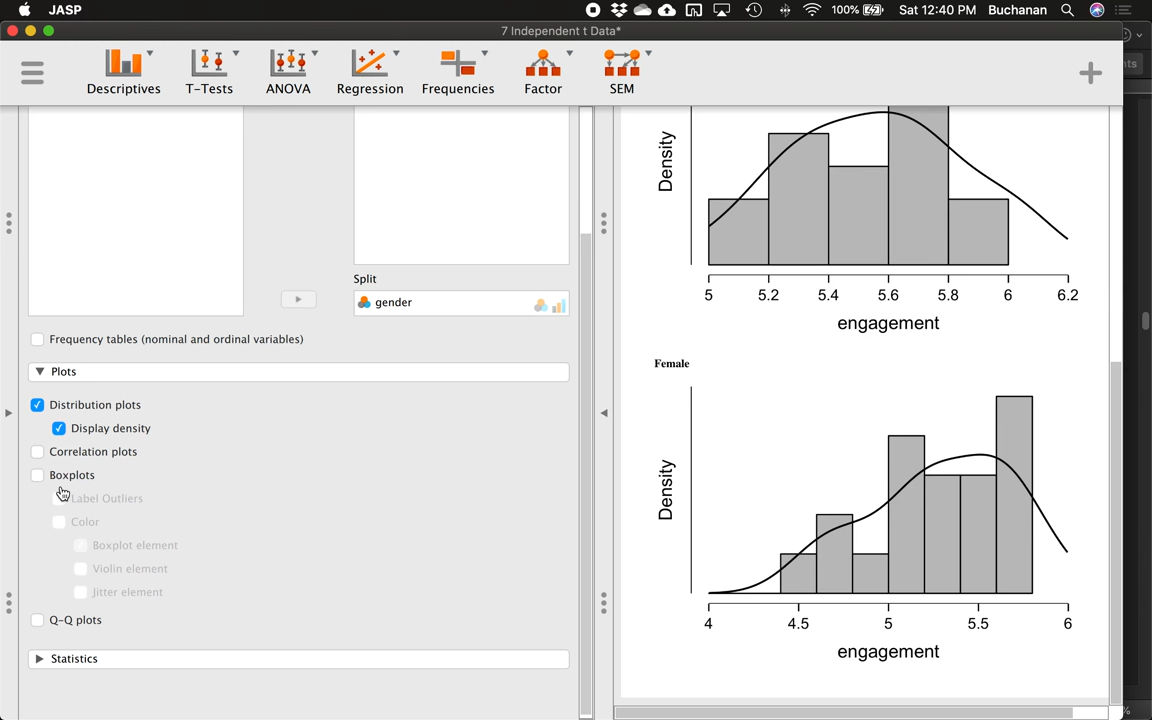 JASP
100%
Sat 12:40 PM
Buchanan
7 Independent t Data*
Descriptives
T-Tests
ANOVA
Regression
Frequencies
Factor
SEM
Split
gender
Frequency tables (nominal and ordinal variables)
Plots
Distribution plots
Display density
Correlation plots
Boxplots
Label Outliers
Color
Boxplot element
Violin element
Jitter element
Q-Q plots
Statistics
Density
5 5.2 5.4 5.6 5.8 6 6.2
engagement
Female
Density
4 4.5 5 5.5 6
engagement
nts
%